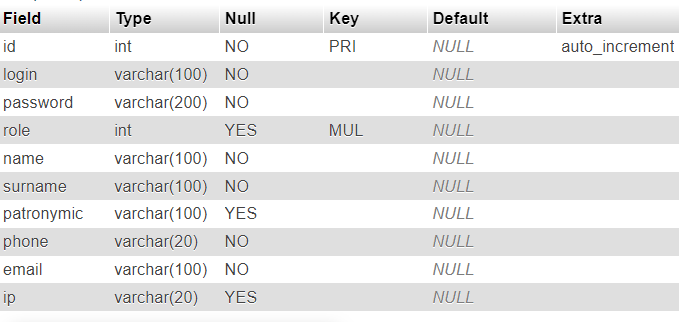 Field Type Null Key Default Extra
id int NO PRI NULL auto_increment
login varchar(100) NO NULL
password varchar(200) NO NULL
role int YES MUL NULL
name varchar(100) NO NULL
surname varchar(100) NO NULL
patronymic varchar(100) YES NULL
phone varchar(20) NO NULL
email varchar(100) NO NULL
ip varchar(20) YES NULL